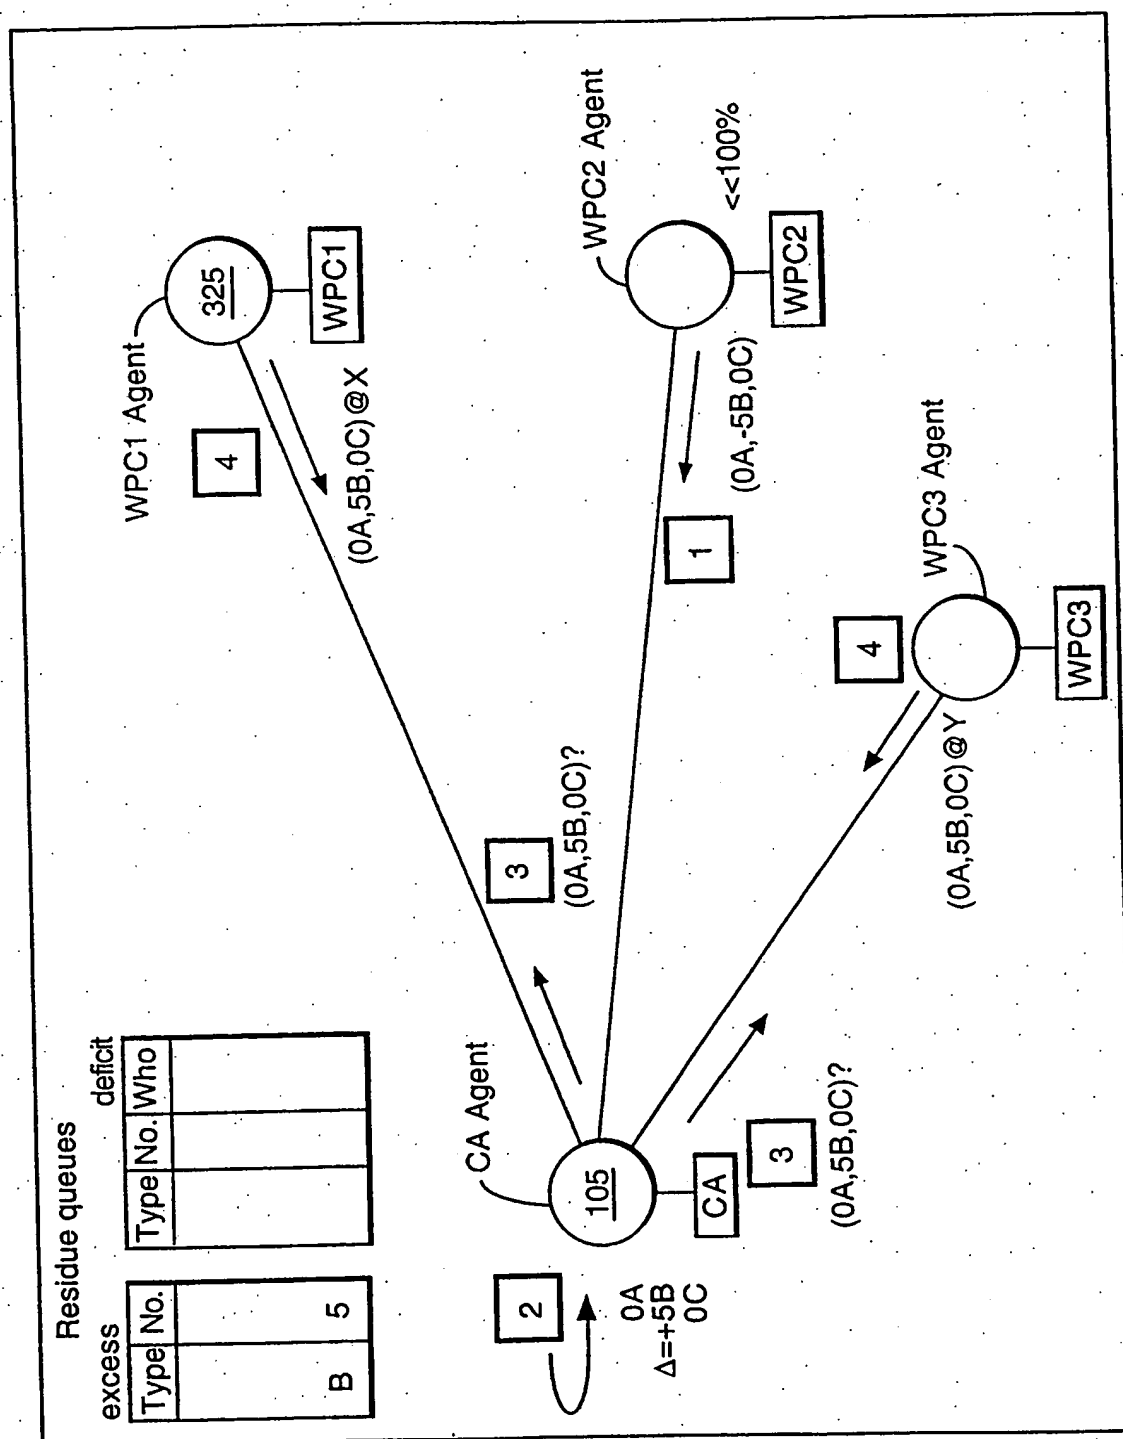 Residue queues
excess
deficit
Type No.
B 5
Type No. Who
2
0A
Δ=+5B
0C
CA Agent
105
CA
3
(0A,5B,0C)?
3
(0A,5B,0C)?
WPC1 Agent
325
WPC1
4
(0A,5B,0C)@X
WPC2 Agent
<<100%
WPC2
(0A,-5B,0C)
1
WPC3 Agent
4
WPC3
(0A,5B,0C)@Y